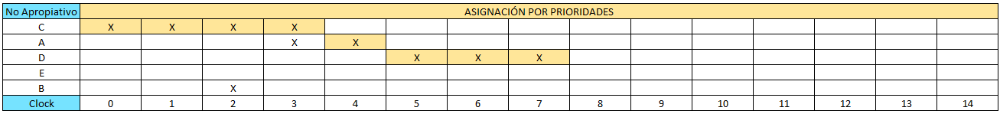 No Apropiativo ASIGNACIÓN POR PRIORIDADES
C X X X X
A X X
D X X X
E
B X
Clock 0 1 2 3 4 5 6 7 8 9 10 11 12 13 14